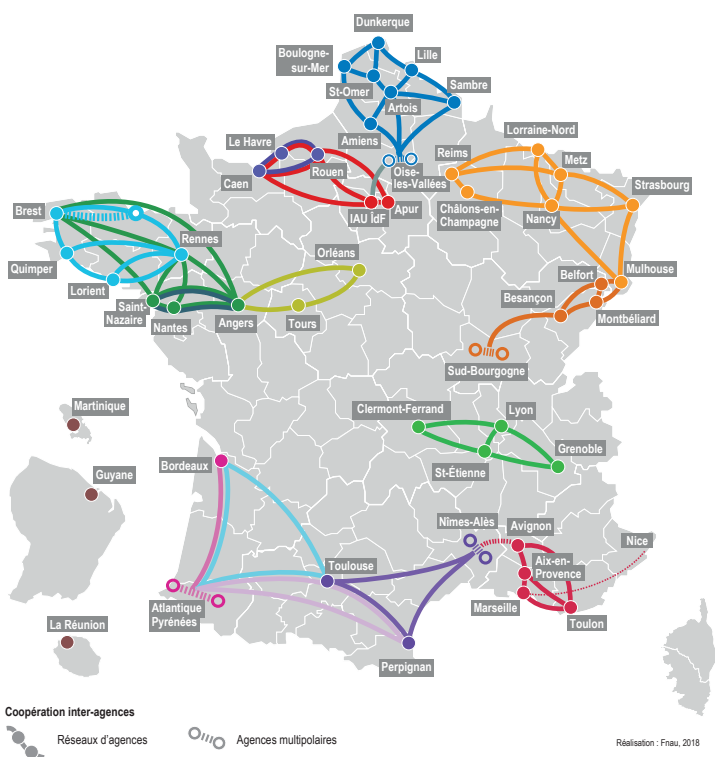 Dunkerque
Boulogne-
sur-Mer
Lille
St-Omer
Sambre
Artois
Amiens
Lorraine-Nord
Le Havre
Reims
Metz
Rouen
Oise-
les-Vallées
Caen
Strasbourg
IAU îdF
Apur
Châlons-en-
Champagne
Nancy
Brest
Rennes
Orléans
Quimper
Belfort
Mulhouse
Lorient
Besançon
Saint-
Nazaire
Nantes
Angers
Tours
Montbéliard
Sud-Bourgogne
Martinique
Clermont-Ferrand
Lyon
Grenoble
Bordeaux
St-Étienne
Guyane
Nîmes-Alès
Avignon
Nice
Toulouse
Aix-en-
Provence
Atlantique
Pyrénées
Marseille
La Réunion
Toulon
Perpignan
Coopération inter-agences
Réseaux d'agences
Agences multipolaires
Réalisation : Fnau, 2018